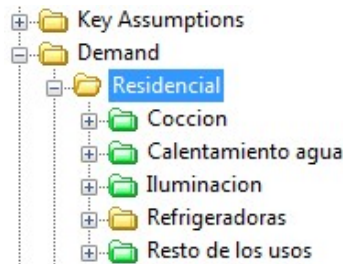 Key Assumptions
Demand
Residencial
Coccion
Calentamiento agua
Iluminacion
Refrigeradoras
Resto de los usos